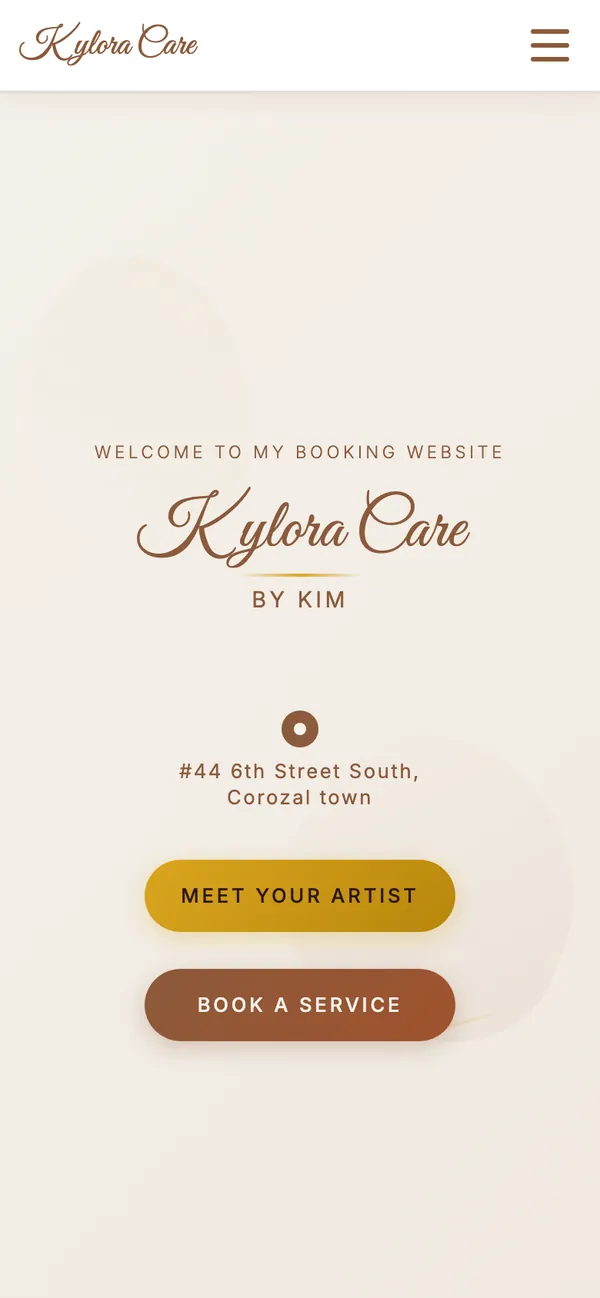 Kylora Care
WELCOME TO MY BOOKING WEBSITE
Kylora Care
BY KIM
#44 6th Street South,
Corozal town
MEET YOUR ARTIST
BOOK A SERVICE